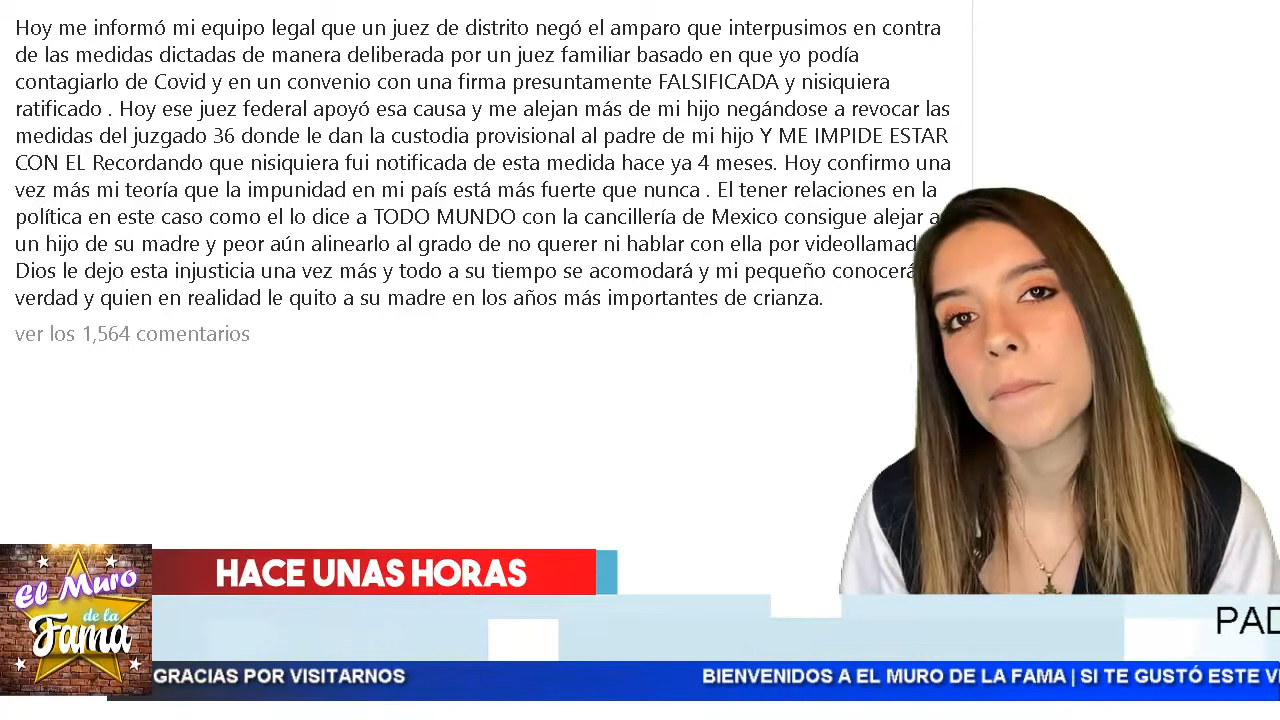 Hoy me informó mi equipo legal que un juez de distrito negó el amparo que interpusimos en contra
de las medidas dictadas de manera deliberada por un juez familiar basado en que yo podía
contagiarlo de Covid y en un convenio con una firma presuntamente FALSIFICADA y nisiquiera
ratificado . Hoy ese juez federal apoyó esa causa y me alejan más de mi hijo negándose a revocar las
medidas del juzgado 36 donde le dan la custodia provisional al padre de mi hijo Y ME IMPIDE ESTAR
CON EL Recordando que nisiquiera fui notificada de esta medida hace ya 4 meses. Hoy confirmo una
vez más mi teoría que la impunidad en mi país está más fuerte que nunca . El tener relaciones en la
política en este caso como el lo dice a TODO MUNDO con la cancillería de Mexico consigue alejar a
un hijo de su madre y peor aún alinearlo al grado de no querer ni hablar con ella por videollamad
Dios le dejo esta injusticia una vez más y todo a su tiempo se acomodará y mi pequeño conocerá
verdad y quien en realidad le quito a su madre en los años más importantes de crianza.
ver los 1,564 comentarios
HACE UNAS HORAS
El Muro
de la
Fama
PAD
GRACIAS POR VISITARNOS
BIENVENIDOS A EL MURO DE LA FAMA | SI TE GUSTÓ ESTE V